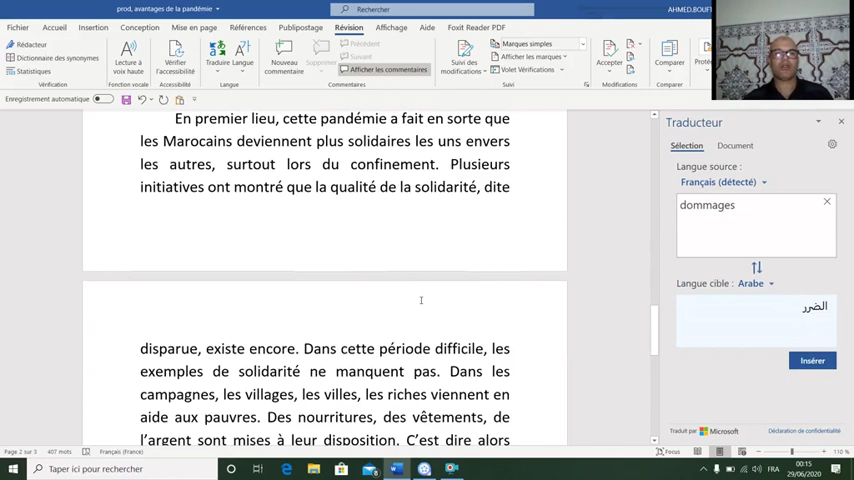 prod, avantages de la pandémie
Rechercher
AHMED.BOUFT
Fichier Accueil Insertion Conception Mise en page Références Publipostage Révision Affichage Aide Foxit Reader PDF
Rédacteur
Dictionnaire des synonymes
Statistiques
Vérification
Lecture à
voix haute
Fonction vocale
Vérifier
l'accessibilité
Accessibilité
Traduire Langue
Langue
Nouveau
commentaire
Supprimer
Précédent
Suivant
Afficher les commentaires
Commentaires
Suivi des
modifications
Marques simples
Afficher les marques
Volet Vérifications
Suivi
Accepter
Modifications
Comparer
Comparer
Enregistrement automatique
En premier lieu, cette pandémie a fait en sorte que
les Marocains deviennent plus solidaires les uns envers
les autres, surtout lors du confinement. Plusieurs
initiatives ont montré que la qualité de la solidarité, dite
disparue, existe encore. Dans cette période difficile, les
exemples de solidarité ne manquent pas. Dans les
campagnes, les villages, les villes, les riches viennent en
aide aux pauvres. Des nourritures, des vêtements, de
l'argent sont mises à leur disposition. C'est dire alors
Traducteur
Sélection Document
Langue source :
Français (détecté)
dommages
Langue cible : Arabe
الضرر
Insérer
Traduit par Microsoft
Déclaration de confidentialité
Page 2 sur 3 407 mots Français (France)
Focus
110 %
Taper ici pour rechercher
FRA
00:15
29/06/2020